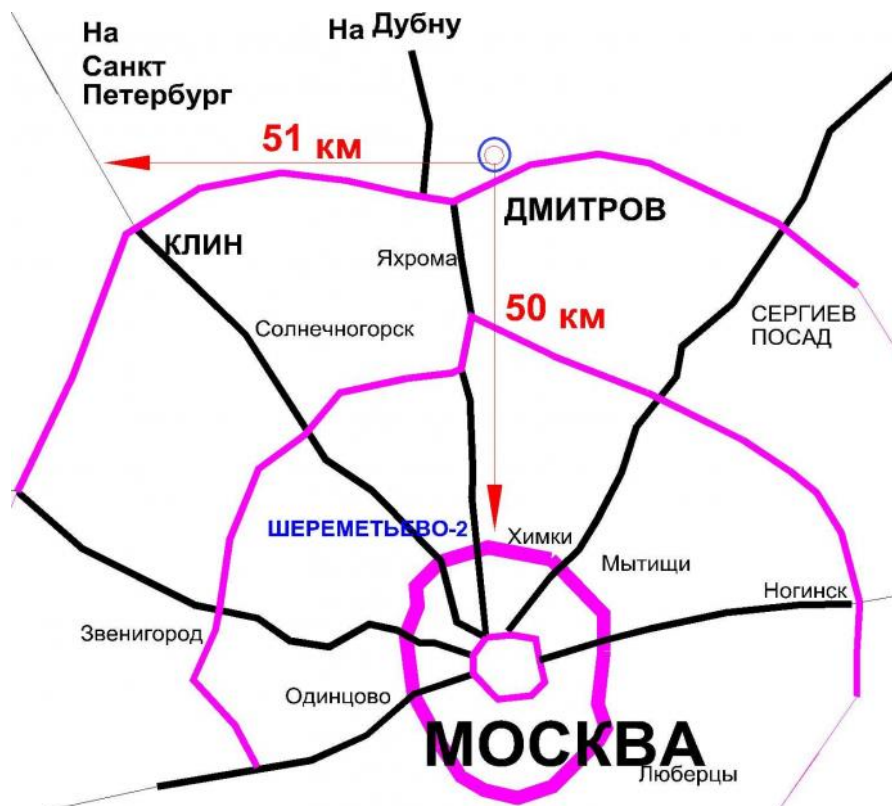 На
Санкт
Петербург
На Дубну
51 км
ДМИТРОВ
КЛИН
Яхрома
50 км
СЕРГИЕВ
ПОСАД
Солнечногорск
ШЕРЕМЕТЬЕВО-2
Химки
Мытищи
Ногинск
Звенигород
Одинцово
МОСКВА
Люберцы